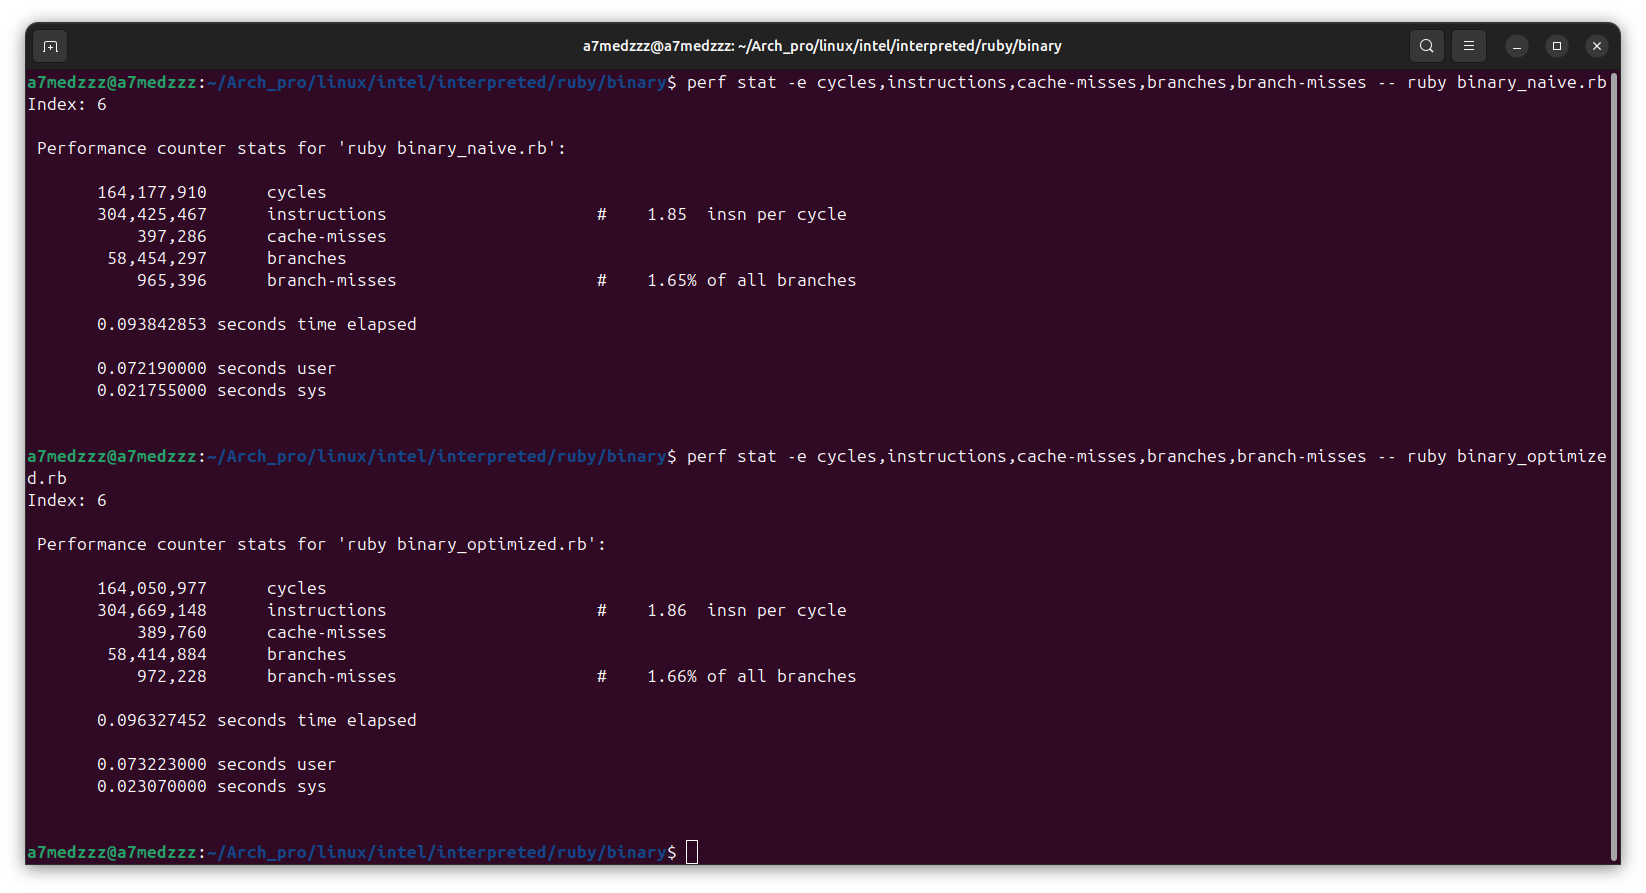 a7medzzz@a7medzzz: ~/Arch_pro/linux/intel/interpreted/ruby/binary
a7medzzz@a7medzzz:~/Arch_pro/linux/intel/interpreted/ruby/binary$ perf stat -e cycles,instructions,cache-misses,branches,branch-misses -- ruby binary_naive.rb
Index: 6
Performance counter stats for 'ruby binary_naive.rb':
164,177,910 cycles
304,425,467 instructions # 1.85 insn per cycle
397,286 cache-misses
58,454,297 branches
965,396 branch-misses # 1.65% of all branches
0.093842853 seconds time elapsed
0.072190000 seconds user
0.021755000 seconds sys
a7medzzz@a7medzzz:~/Arch_pro/linux/intel/interpreted/ruby/binary$ perf stat -e cycles,instructions,cache-misses,branches,branch-misses -- ruby binary_optimize
d.rb
Index: 6
Performance counter stats for 'ruby binary_optimized.rb':
164,050,977 cycles
304,669,148 instructions # 1.86 insn per cycle
389,760 cache-misses
58,414,884 branches
972,228 branch-misses # 1.66% of all branches
0.096327452 seconds time elapsed
0.073223000 seconds user
0.023070000 seconds sys
a7medzzz@a7medzzz:~/Arch_pro/linux/intel/interpreted/ruby/binary$